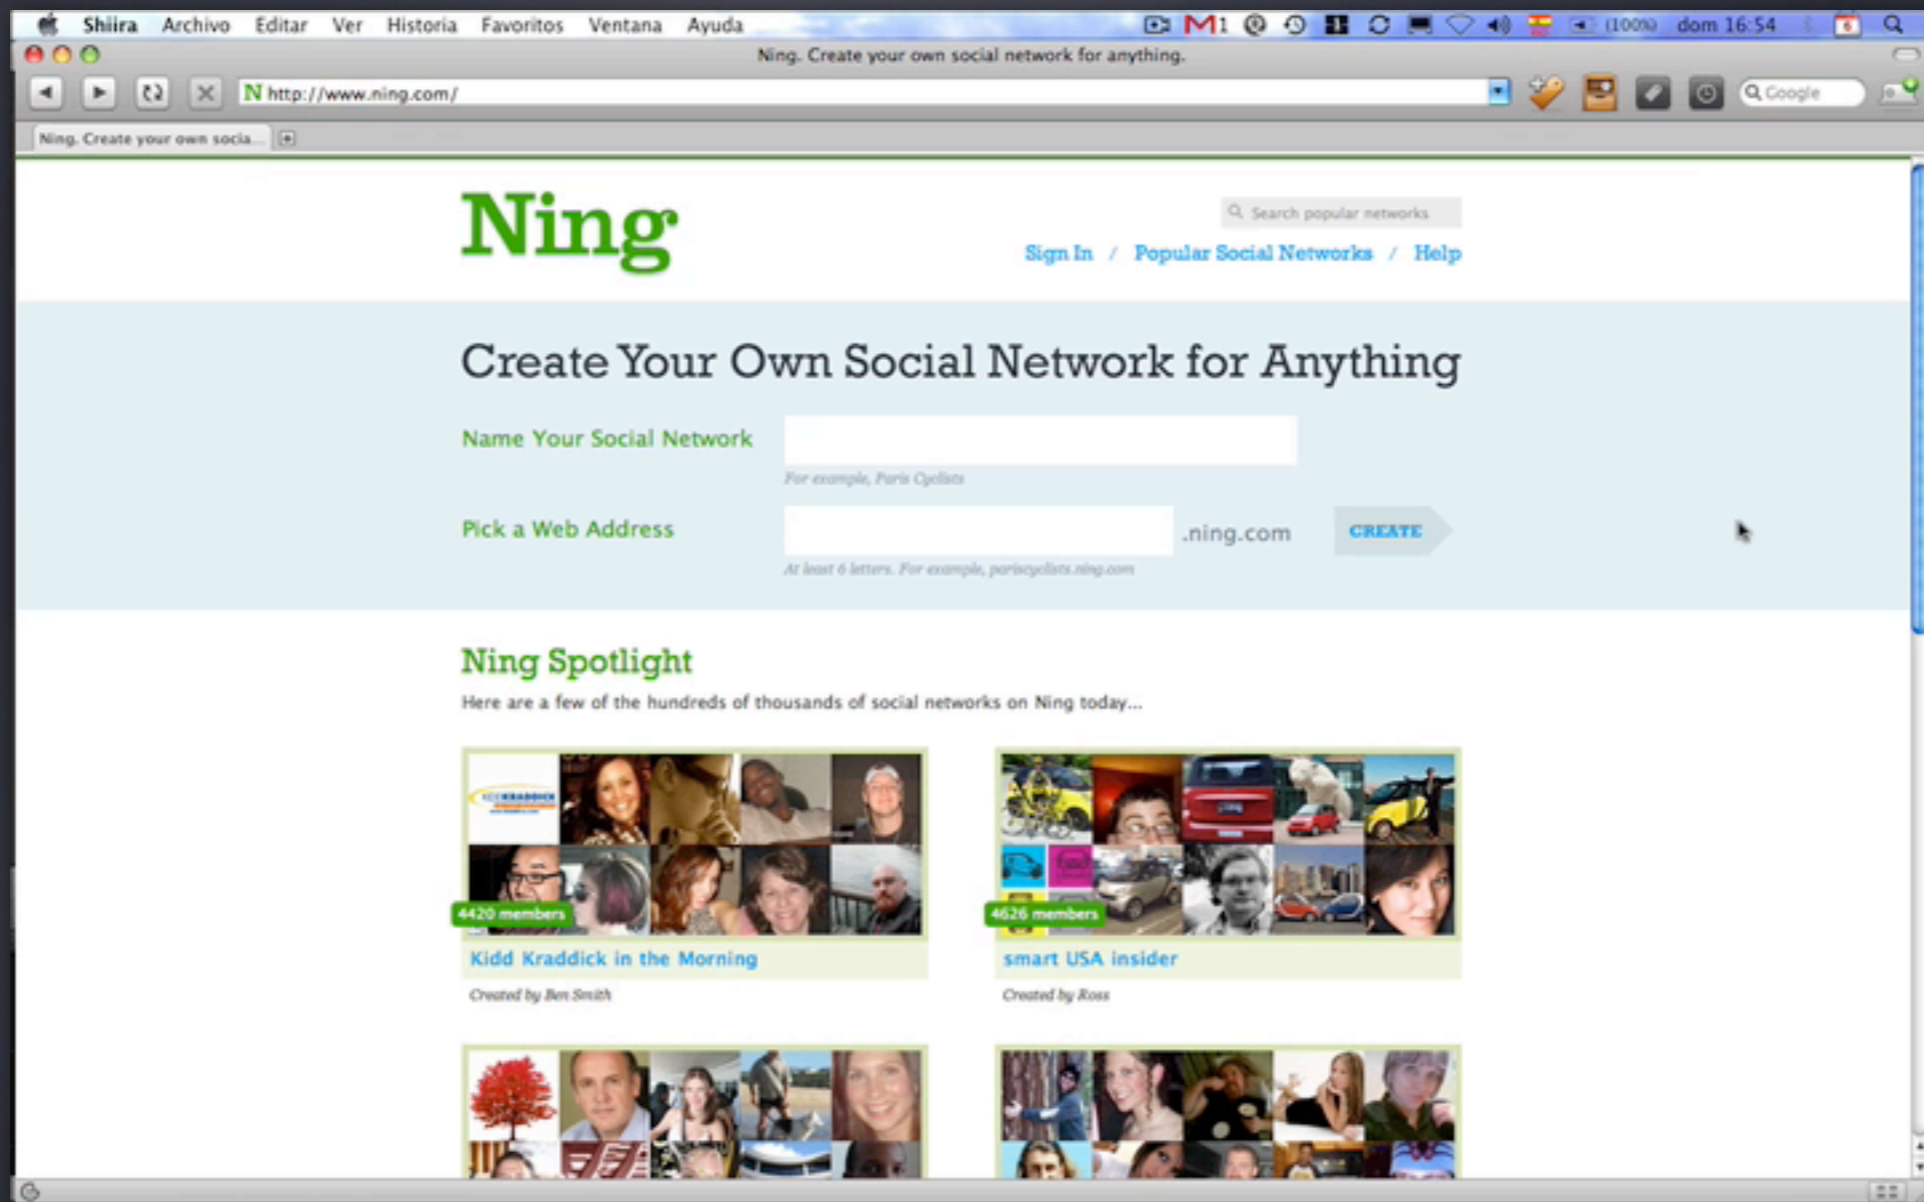 Shiira Archivo Editar Ver Historia Favoritos Ventana Ayuda 1 (100%) dom 16:54 6
Ning. Create your own social network for anything.
N http://www.ning.com/ Google
Ning. Create your own socia...
Ning
Search popular networks
Sign In / Popular Social Networks / Help
Create Your Own Social Network for Anything
Name Your Social Network
For example, Paris Cyclists
Pick a Web Address .ning.com CREATE
At least 6 letters. For example, pariscyclists.ning.com
Ning Spotlight
Here are a few of the hundreds of thousands of social networks on Ning today...
KRADDICK
4420 members 4626 members
Kidd Kraddick in the Morning smart USA insider
Created by Ben Smith Created by Ross